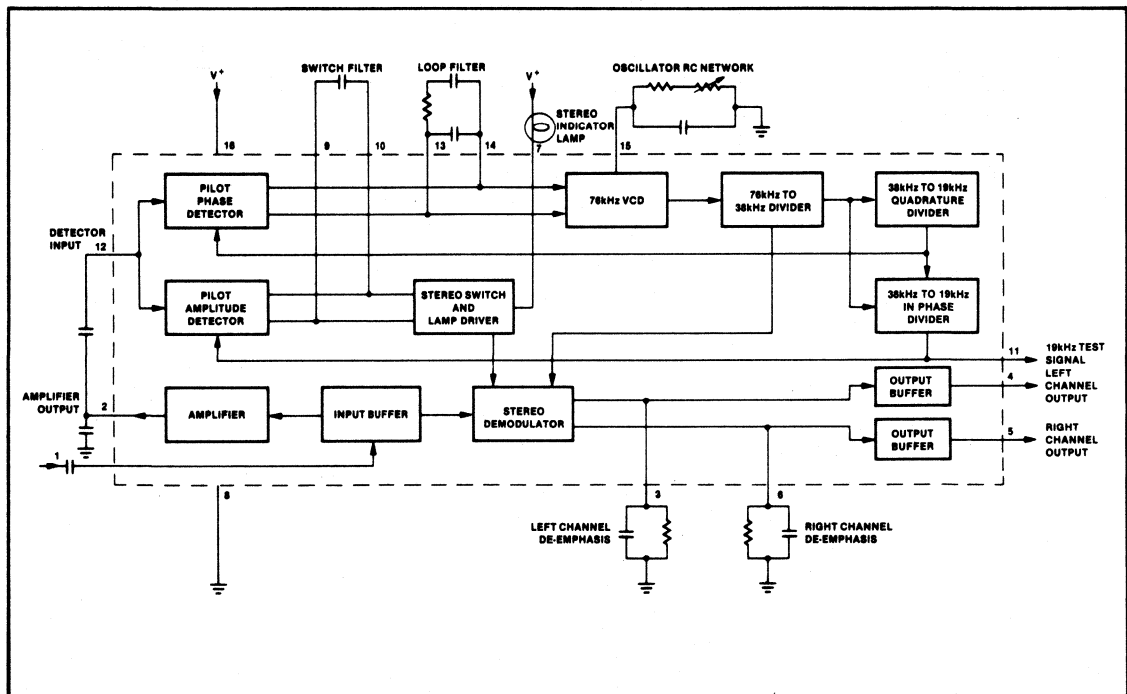 SWITCH FILTER
LOOP FILTER
OSCILLATOR RC NETWORK
V+
V+
STEREO
INDICATOR
LAMP
16
9
10
13
14
7
15
PILOT
PHASE
DETECTOR
76kHz VCD
76kHz TO
38kHz DIVIDER
38kHz TO 19kHz
QUADRATURE
DIVIDER
DETECTOR
INPUT
12
PILOT
AMPLITUDE
DETECTOR
STEREO SWITCH
AND
LAMP DRIVER
38kHz TO 19kHz
IN PHASE
DIVIDER
11
19kHz TEST
SIGNAL
4
LEFT
CHANNEL
OUTPUT
AMPLIFIER
OUTPUT
2
AMPLIFIER
INPUT BUFFER
STEREO
DEMODULATOR
OUTPUT
BUFFER
OUTPUT
BUFFER
5
RIGHT
CHANNEL
OUTPUT
1
8
3
6
LEFT CHANNEL
DE-EMPHASIS
RIGHT CHANNEL
DE-EMPHASIS